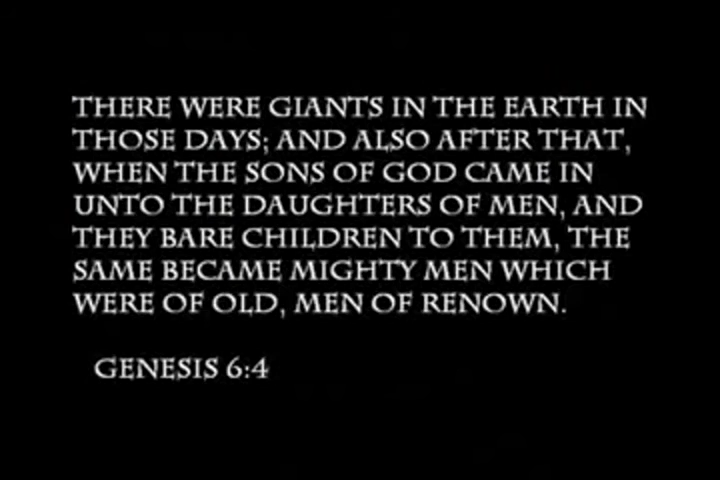 THERE WERE GIANTS IN THE EARTH IN
THOSE DAYS; AND ALSO AFTER THAT,
WHEN THE SONS OF GOD CAME IN
UNTO THE DAUGHTERS OF MEN, AND
THEY BARE CHILDREN TO THEM, THE
SAME BECAME MIGHTY MEN WHICH
WERE OF OLD, MEN OF RENOWN.
GENESIS 6:4